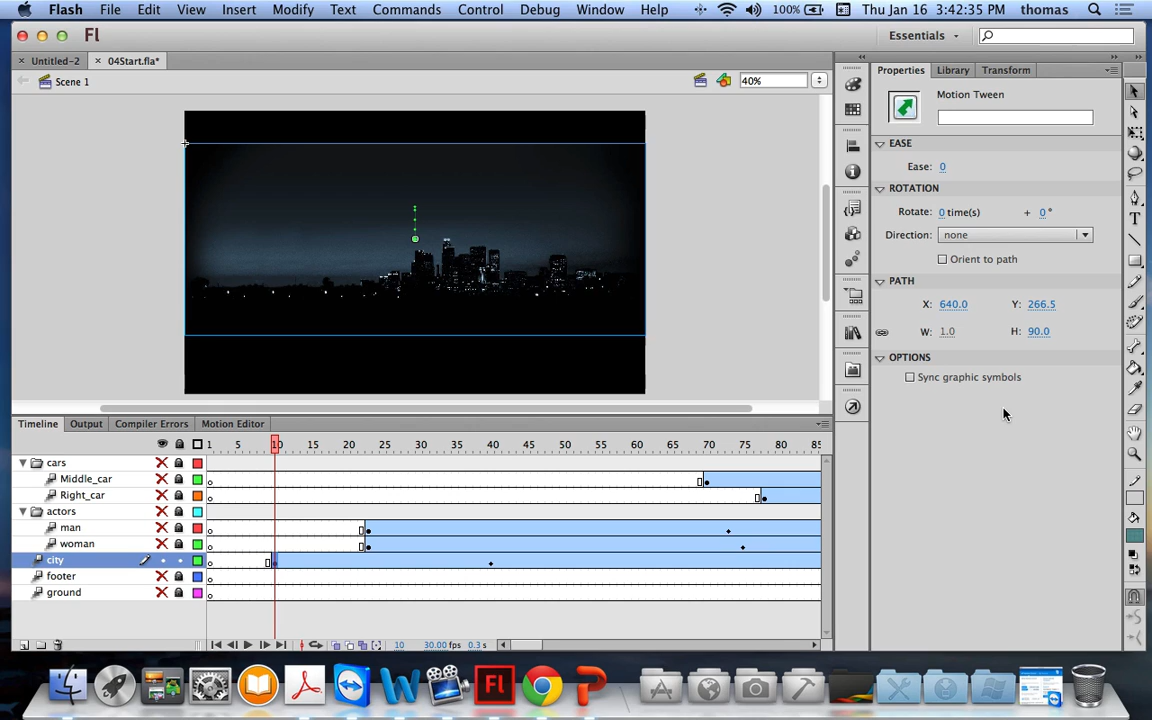 Flash File Edit View Insert Modify Text Commands Control Debug Window Help 100% Thu Jan 16 3:42:35 PM thomas
Fl Essentials
× Untitled-2 × 04Start.fla*
Scene 1 40%
Properties Library Transform
Motion Tween
EASE
Ease: 0
ROTATION
Rotate: 0 time(s) + 0 °
Direction: none
Orient to path
PATH
X: 640.0 Y: 266.5
W: 1.0 H: 90.0
OPTIONS
Sync graphic symbols
Timeline Output Compiler Errors Motion Editor
1 5 10 15 20 25 30 35 40 45 50 55 60 65 70 75 80 85
cars
Middle_car
Right_car
actors
man
woman
city
footer
ground
10 30.00 fps 0.3 s
W Fl P